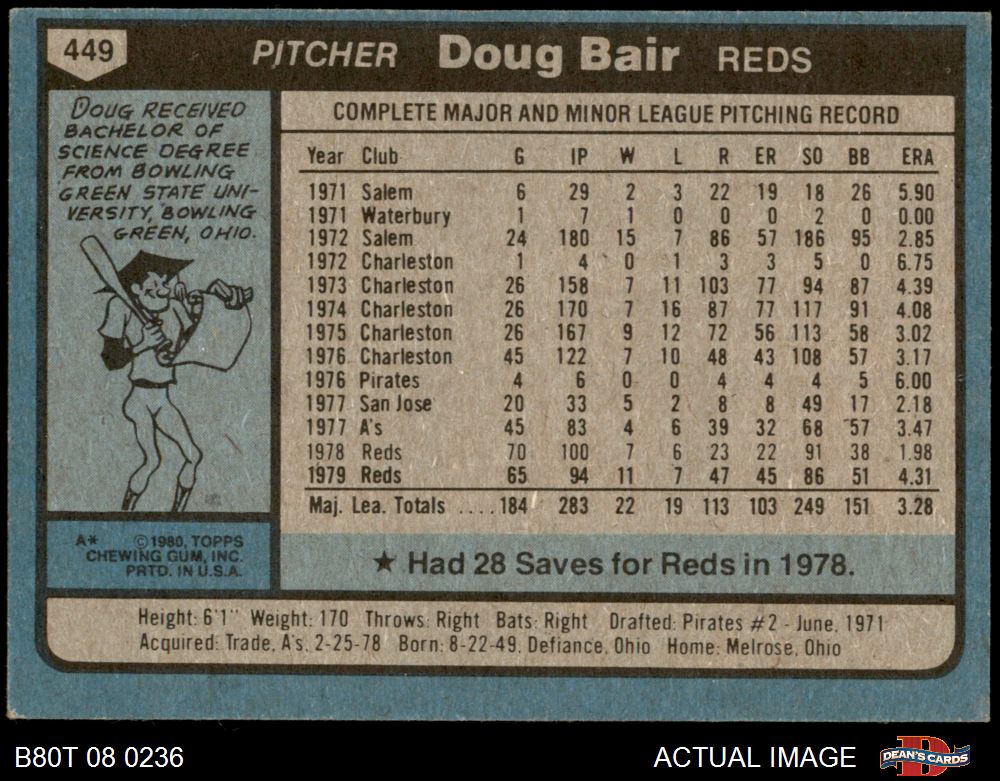 449
PITCHER Doug Bair REDS
DOUG RECEIVED
BACHELOR OF
SCIENCE DEGREE
FROM BOWLING
GREEN STATE UNI-
VERSITY, BOWLING
GREEN, OHIO.
COMPLETE MAJOR AND MINOR LEAGUE PITCHING RECORD
Year Club G IP W L R ER SO BB ERA
1971 Salem 6 29 2 3 22 19 18 26 5.90
1971 Waterbury 1 7 1 0 0 0 2 0 0.00
1972 Salem 24 180 15 7 86 57 186 95 2.85
1972 Charleston 1 4 0 1 3 3 5 0 6.75
1973 Charleston 26 158 7 11 103 77 94 87 4.39
1974 Charleston 26 170 7 16 87 77 117 91 4.08
1975 Charleston 26 167 9 12 72 56 113 58 3.02
1976 Charleston 45 122 7 10 48 43 108 57 3.17
1976 Pirates 4 6 0 0 4 4 4 5 6.00
1977 San Jose 20 33 5 2 8 8 49 17 2.18
1977 A's 45 83 4 6 39 32 68 57 3.47
1978 Reds 70 100 7 6 23 22 91 38 1.98
1979 Reds 65 94 11 7 47 45 86 51 4.31
Maj. Lea. Totals ....184 283 22 19 113 103 249 151 3.28
★ Had 28 Saves for Reds in 1978.
A* ©1980, TOPPS
CHEWING GUM, INC.
PRTD. IN U.S.A.
Height: 6'1" Weight: 170 Throws: Right Bats: Right Drafted: Pirates #2 - June, 1971
Acquired: Trade, A's, 2-25-78 Born: 8-22-49, Defiance, Ohio Home: Melrose, Ohio
B80T 08 0236 ACTUAL IMAGE DEAN'S CARDS